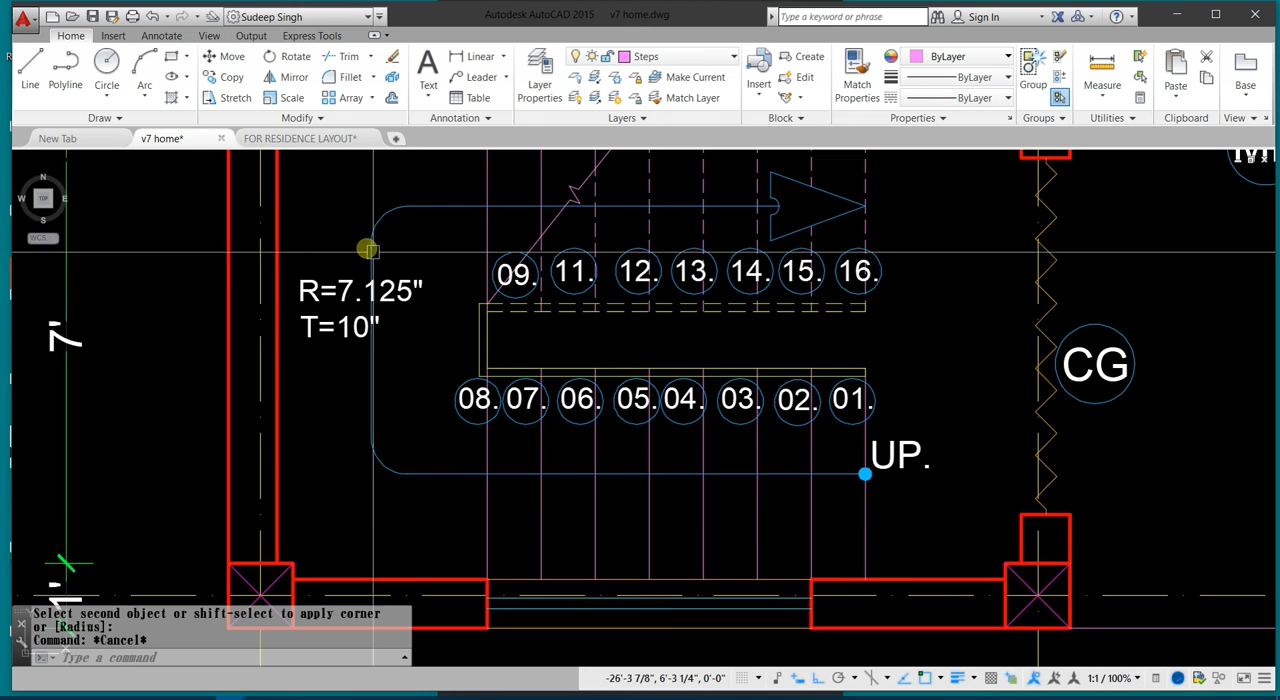 Sudeep Singh
Autodesk AutoCAD 2015 v7 home.dwg
Type a keyword or phrase
Sign In
Home Insert Annotate View Output Express Tools
Line Polyline Circle Arc
Move Rotate Trim
Copy Mirror Fillet
Stretch Scale Array
Text Linear
Leader
Table
Layer Properties
Steps
Make Current
Match Layer
Insert Create
Edit
Match Properties
ByLayer
ByLayer
ByLayer
Group Measure Paste Base
Draw Modify Annotation Layers Block Properties Groups Utilities Clipboard View
New Tab v7 home* FOR RESIDENCE LAYOUT*
N
W TOP E
S
WCS
09. 11. 12. 13. 14. 15. 16.
R=7.125"
T=10"
7'
CG
08. 07. 06. 05. 04. 03. 02. 01.
UP.
1'
Select second object or shift-select to apply corner
or [Radius]:
Command: *Cancel*
Type a command
-26'-3 7/8", 6'-3 1/4", 0'-0" 1:1 / 100%